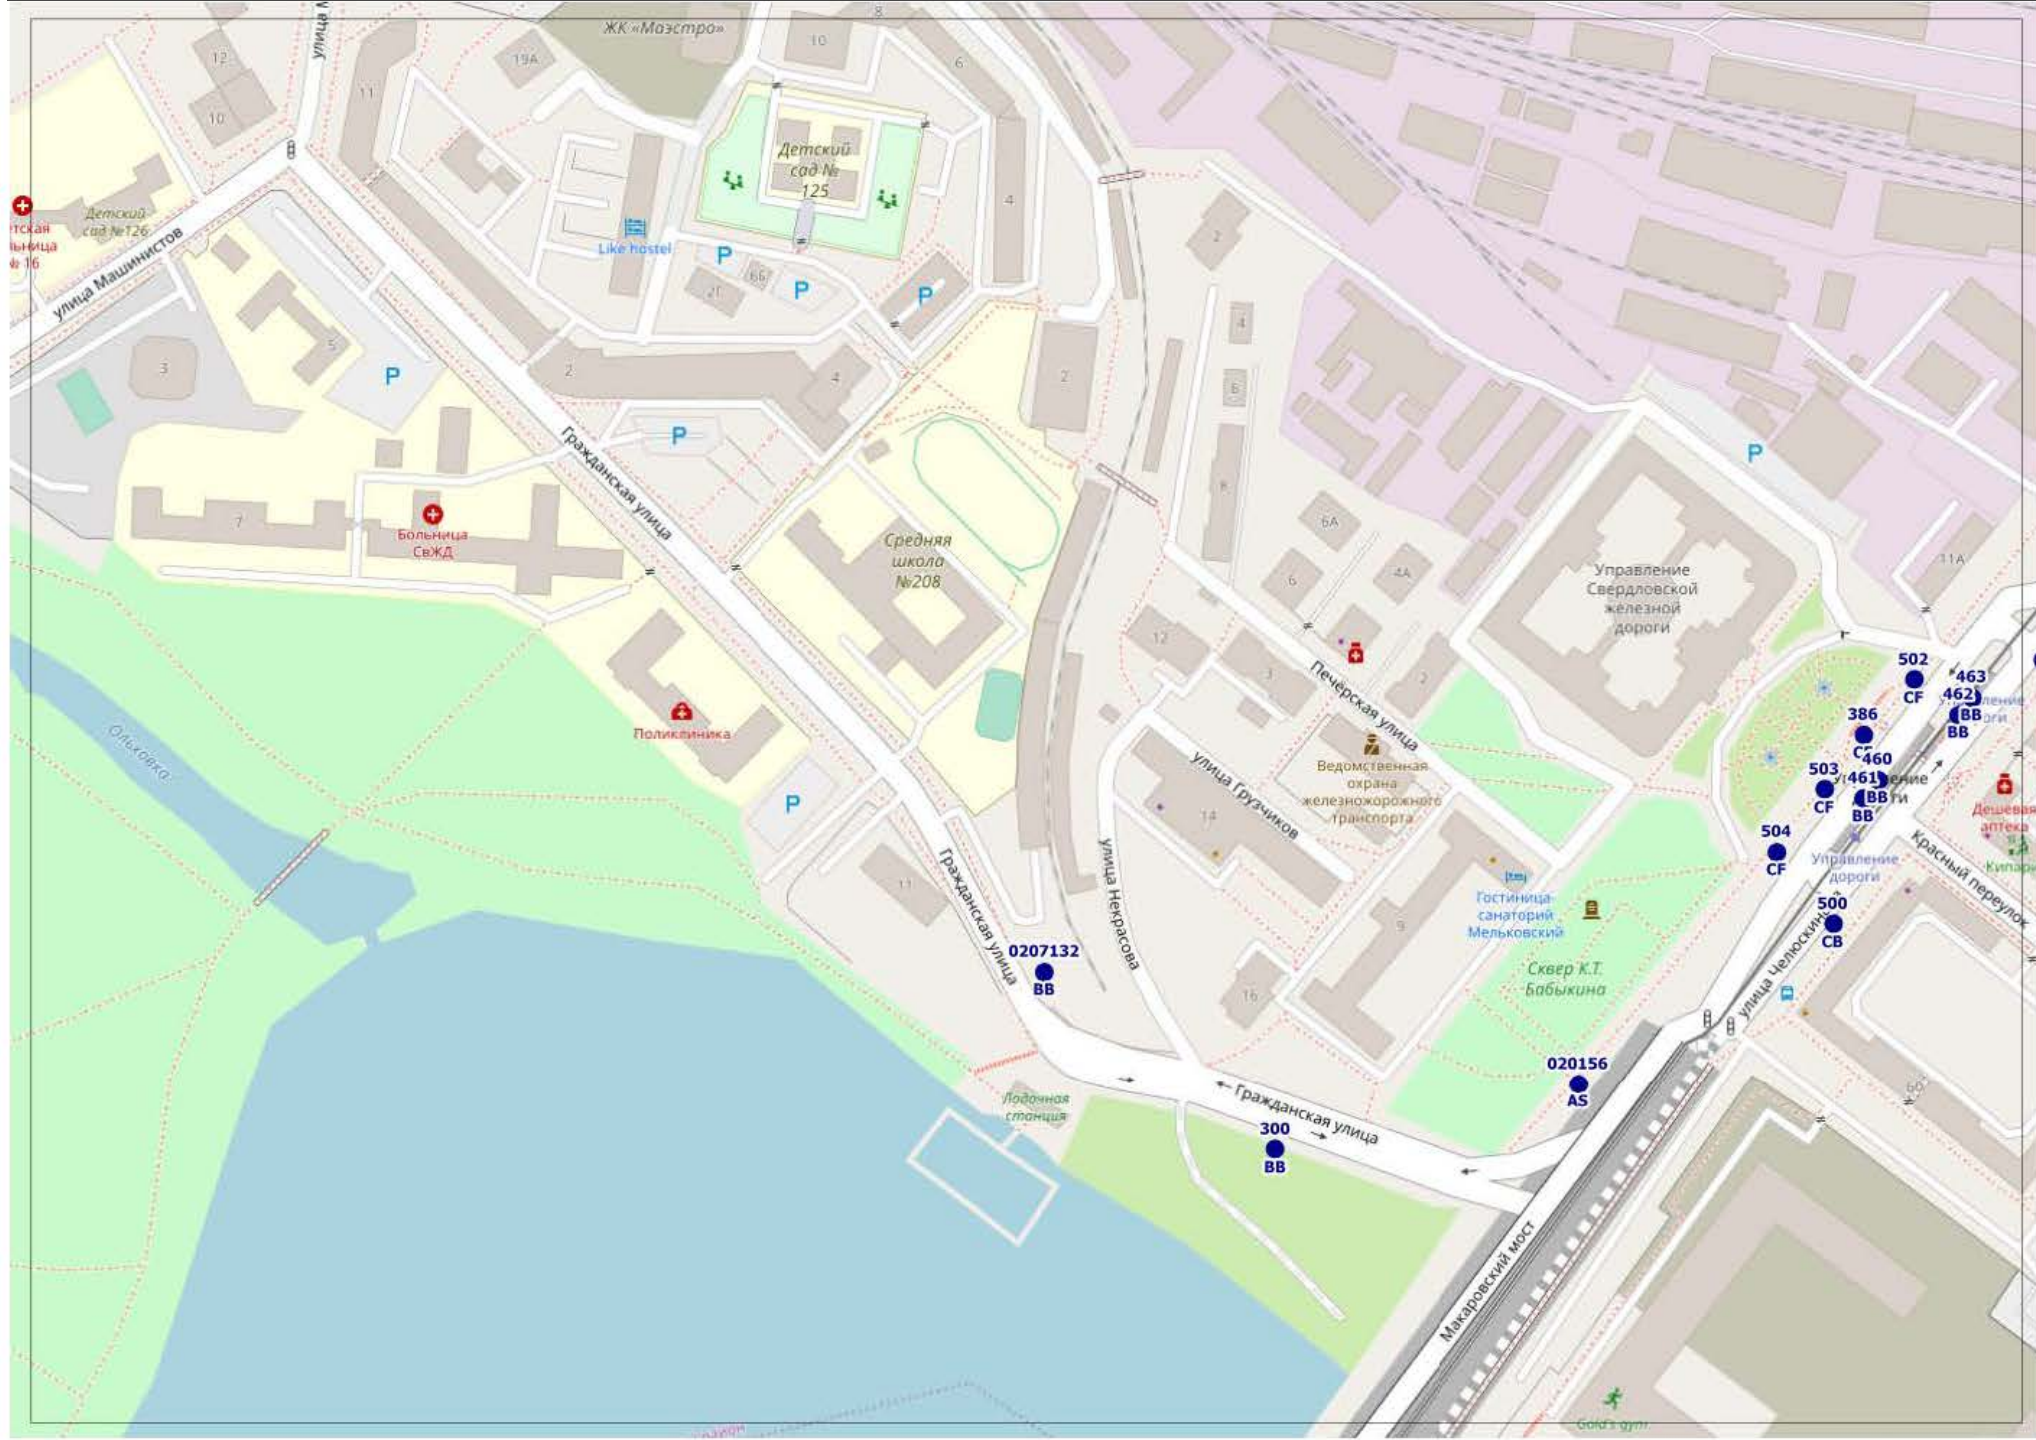 ЖК «Маэстро»
8
10
6
12
19А
11
10
Детский
сад №
125
4
2
Детский
сад №126
№ 16
улица Машинистов
Like hostel
P
6Б
2Г
P
P
4
5
3
P
2
4
2
6
8
P
P
Гражданская улица
7
Больница
СвЖД
Средняя
школа
№208
6А
6
4А
12
3
2
Печёрская улица
Управление
Свердловской
железной
дороги
11А
Ольховка
Поликлиника
P
улица Грузчиков
Ведомственная
охрана
железнодорожного
транспорта
14
11
Гражданская улица
улица Некрасова
9
16
Гостиница-
санаторий
Мельковский
Сквер К.Т.
Бабыкина
502
CF
463
BB
462
BB
386
460
BB
461
BB
503
CF
504
CF
Управление
дороги
500
CB
улица Челюскинцев
Красный переулок
Дешевая
аптека
0207132
BB
020156
AS
300
BB
Лодочная
станция
Гражданская улица
Макаровский мост
Gold's gym